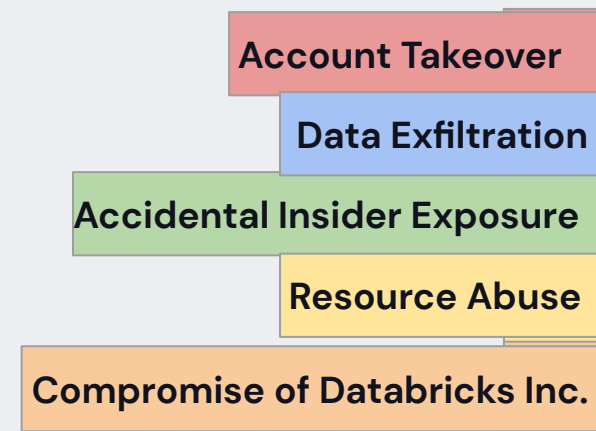 Account Takeover
Data Exfiltration
Accidental Insider Exposure
Resource Abuse
Compromise of Databricks Inc.